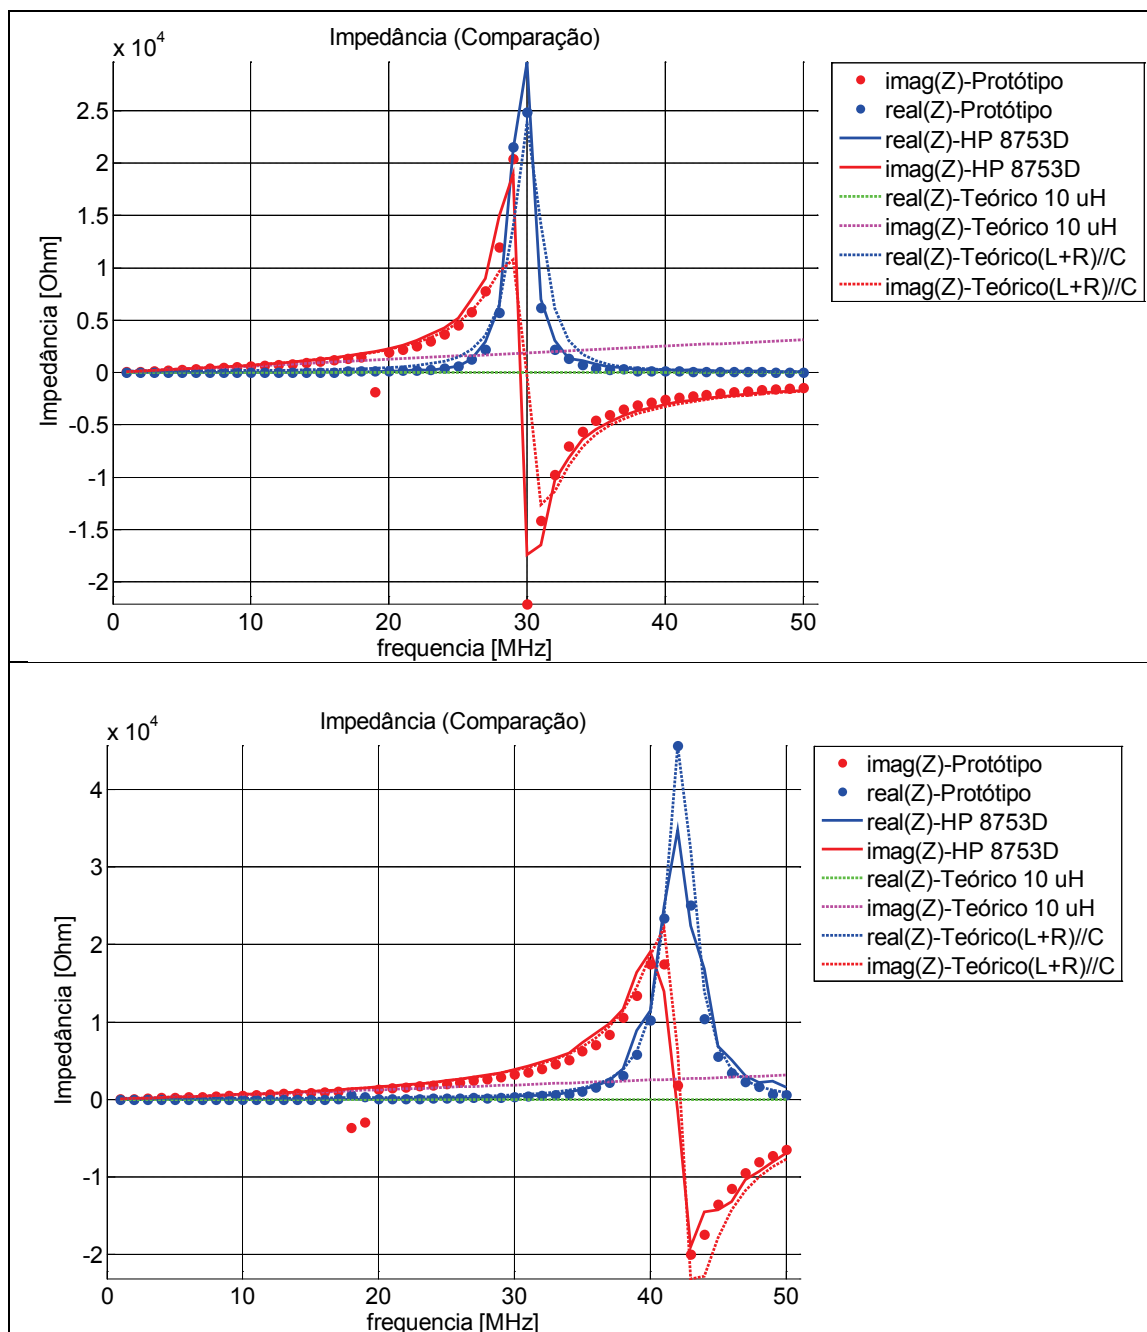 Impedância (Comparação)
x 10^4
2.5
2
1.5
1
0.5
0
-0.5
-1
-1.5
-2
Impedância [Ohm]
0 10 20 30 40 50
frequencia [MHz]
imag(Z)-Protótipo
real(Z)-Protótipo
real(Z)-HP 8753D
imag(Z)-HP 8753D
real(Z)-Teórico 10 uH
imag(Z)-Teórico 10 uH
real(Z)-Teórico(L+R)//C
imag(Z)-Teórico(L+R)//C
Impedância (Comparação)
x 10^4
4
3
2
1
0
-1
-2
Impedância [Ohm]
0 10 20 30 40 50
frequencia [MHz]
imag(Z)-Protótipo
real(Z)-Protótipo
real(Z)-HP 8753D
imag(Z)-HP 8753D
real(Z)-Teórico 10 uH
imag(Z)-Teórico 10 uH
real(Z)-Teórico(L+R)//C
imag(Z)-Teórico(L+R)//C